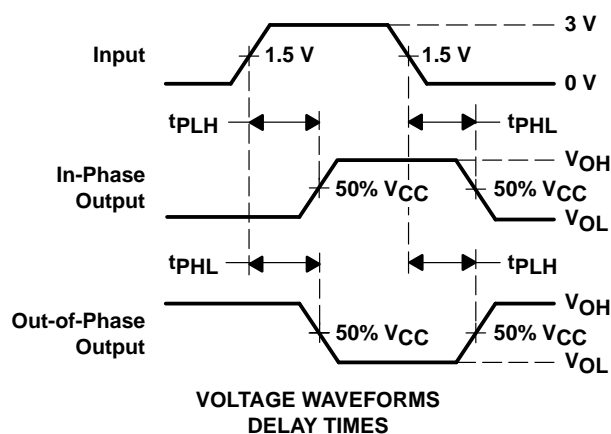 3 V
Input
1.5 V
1.5 V
0 V
tPLH
tPHL
In-Phase
Output
50% VCC
50% VCC
VOH
VOL
tPHL
tPLH
Out-of-Phase
Output
50% VCC
50% VCC
VOH
VOL
VOLTAGE WAVEFORMS
DELAY TIMES